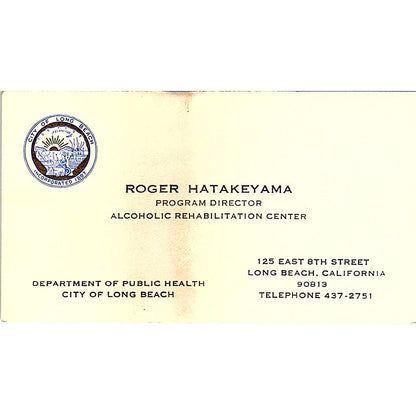 CITY OF LONG BEACH
INCORPORATED 1897
ROGER HATAKEYAMA
PROGRAM DIRECTOR
ALCOHOLIC REHABILITATION CENTER
125 EAST 8TH STREET
LONG BEACH, CALIFORNIA
90813
TELEPHONE 437-2751
DEPARTMENT OF PUBLIC HEALTH
CITY OF LONG BEACH